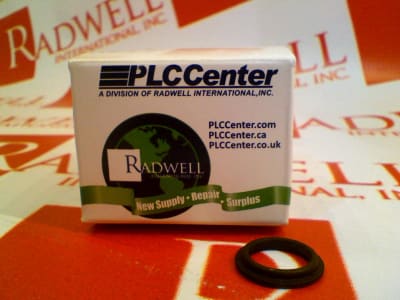 PLCCenter
A DIVISION OF RADWELL INTERNATIONAL,INC.
PLCCenter.com
PLCCenter.ca
PLCCenter.co.uk
RADWELL
New Supply • Repair • Surplus
RADWELL
INTERNATIONAL, INC.